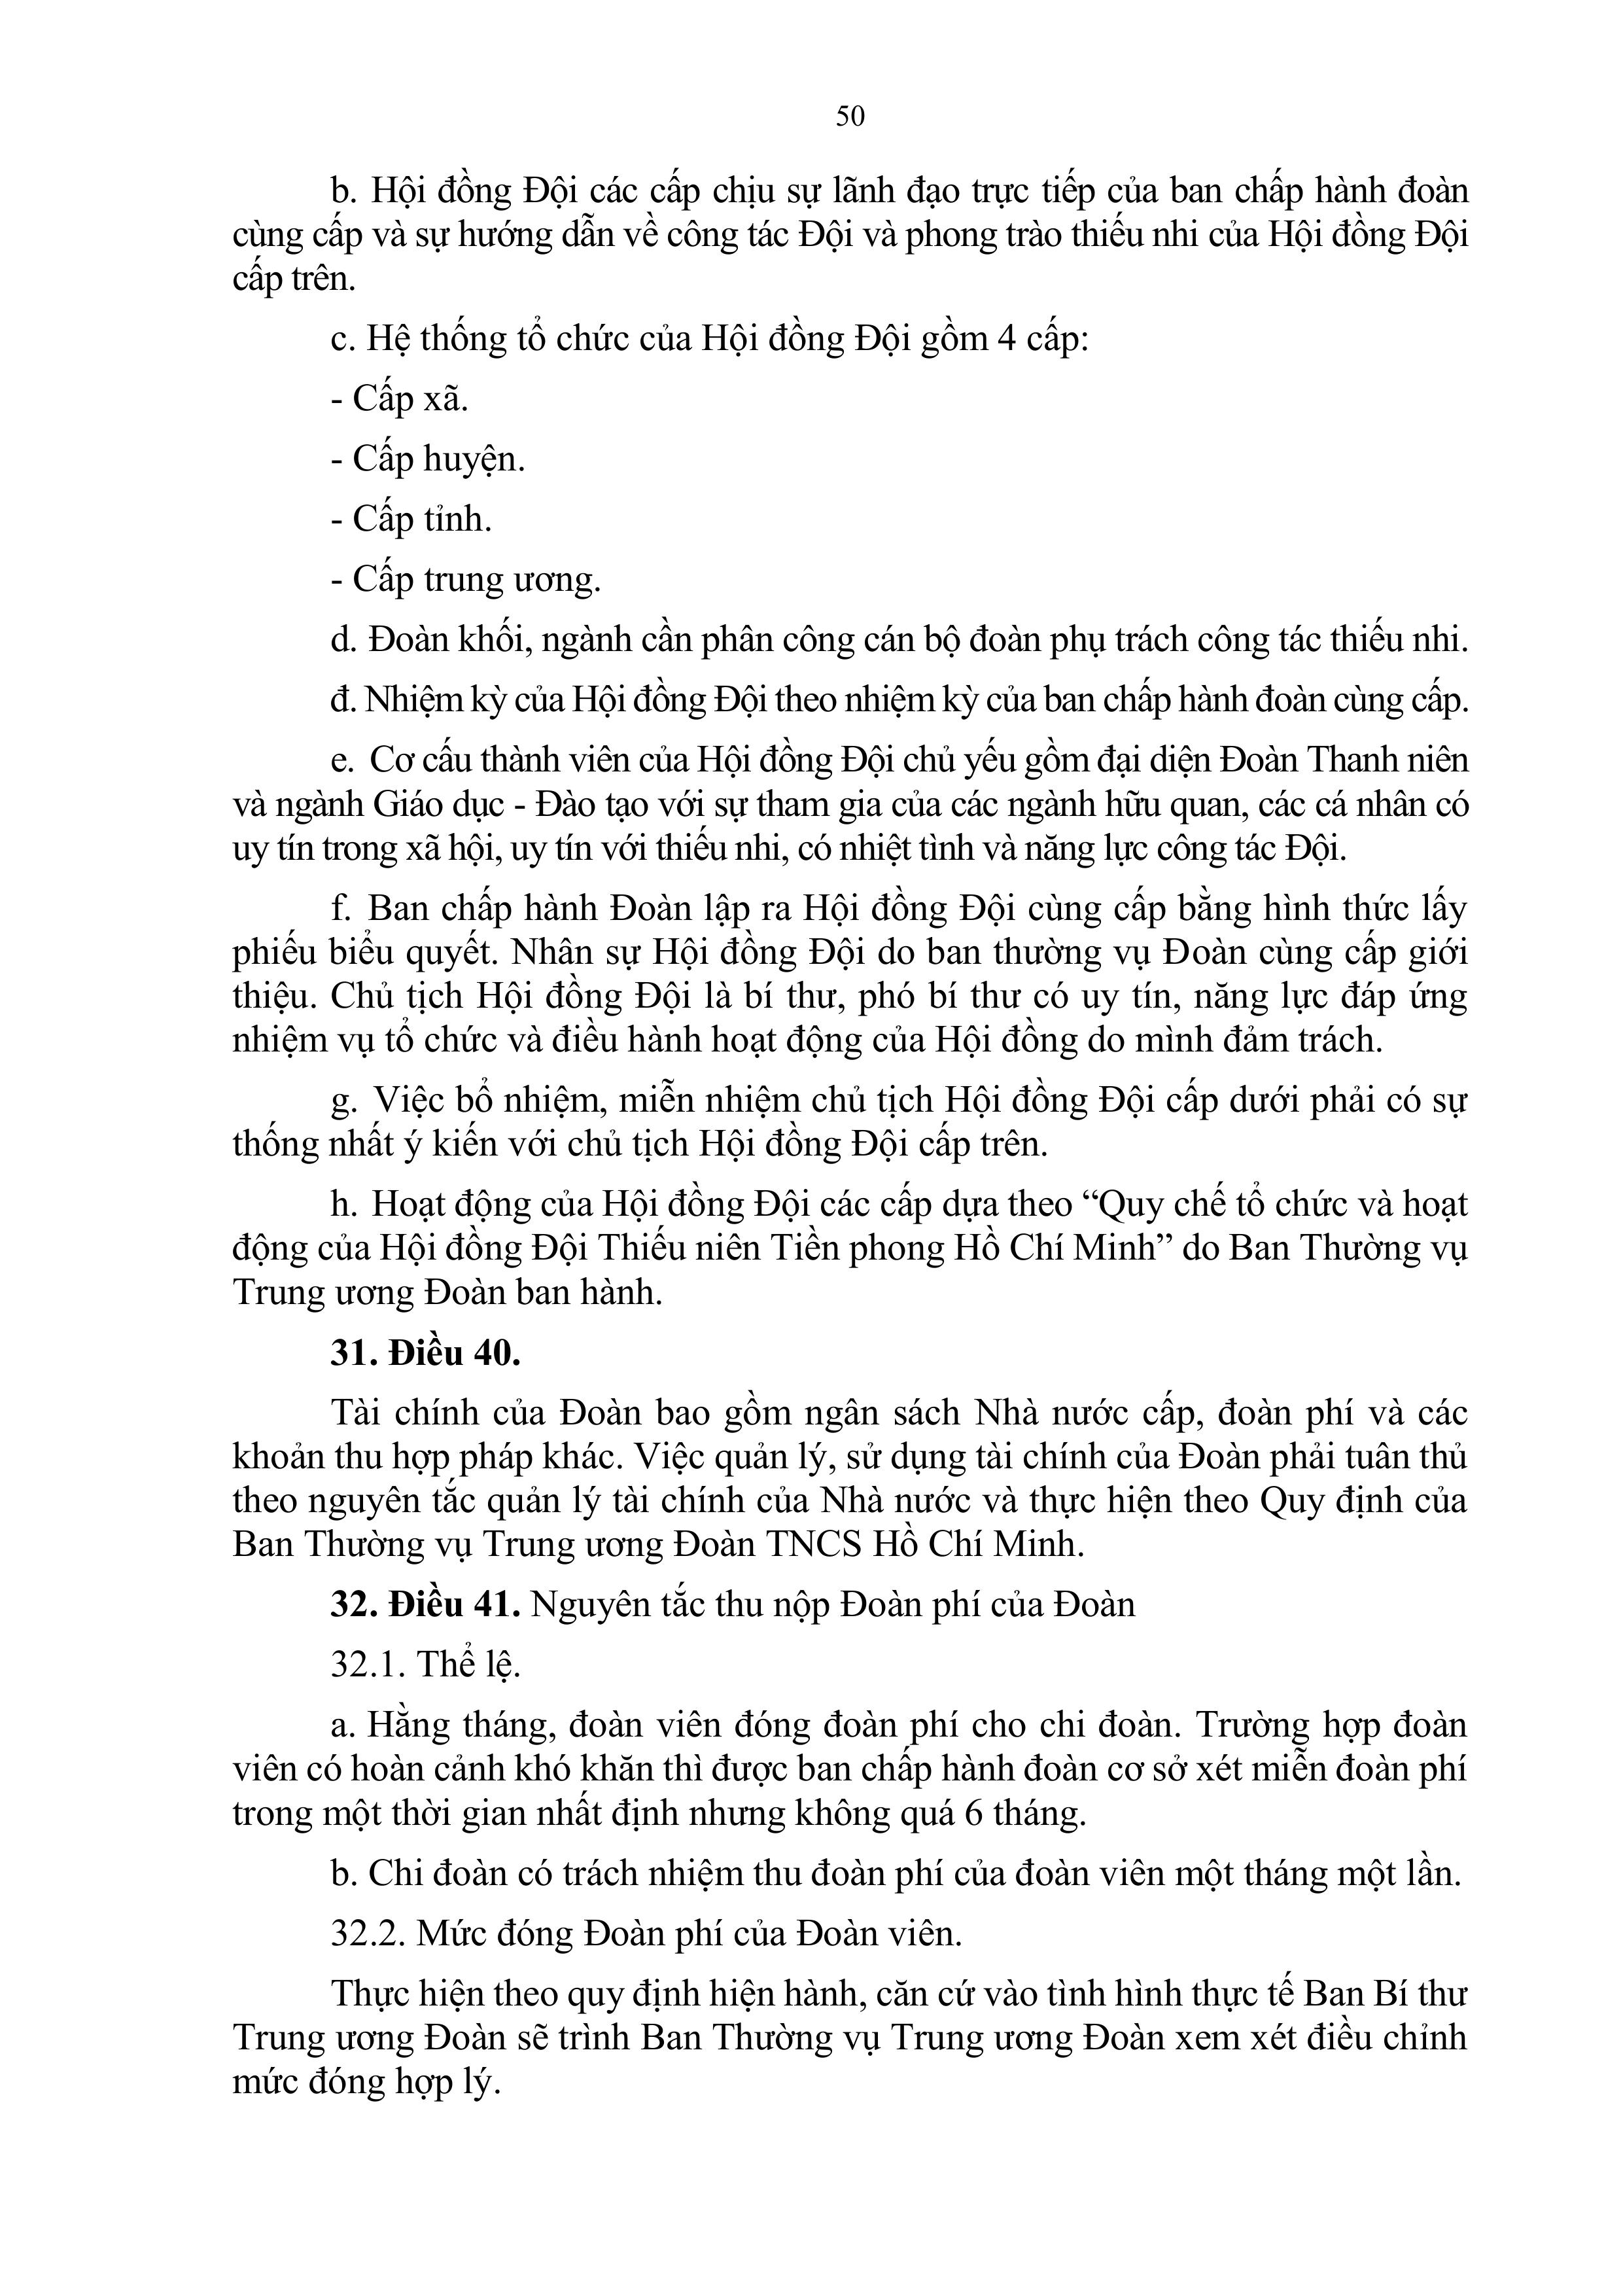 50
b. Hội đồng Đội các cấp chịu sự lãnh đạo trực tiếp của ban chấp hành đoàn
cùng cấp và sự hướng dẫn về công tác Đội và phong trào thiếu nhi của Hội đồng Đội
cấp trên.
c. Hệ thống tổ chức của Hội đồng Đội gồm 4 cấp:
- Cấp xã.
- Cấp huyện.
- Cấp tỉnh.
- Cấp trung ương.
d. Đoàn khối, ngành cần phân công cán bộ đoàn phụ trách công tác thiếu nhi.
đ. Nhiệm kỳ của Hội đồng Đội theo nhiệm kỳ của ban chấp hành đoàn cùng cấp.
e. Cơ cấu thành viên của Hội đồng Đội chủ yếu gồm đại diện Đoàn Thanh niên
và ngành Giáo dục - Đào tạo với sự tham gia của các ngành hữu quan, các cá nhân có
uy tín trong xã hội, uy tín với thiếu nhi, có nhiệt tình và năng lực công tác Đội.
f. Ban chấp hành Đoàn lập ra Hội đồng Đội cùng cấp bằng hình thức lấy
phiếu biểu quyết. Nhân sự Hội đồng Đội do ban thường vụ Đoàn cùng cấp giới
thiệu. Chủ tịch Hội đồng Đội là bí thư, phó bí thư có uy tín, năng lực đáp ứng
nhiệm vụ tổ chức và điều hành hoạt động của Hội đồng do mình đảm trách.
g. Việc bổ nhiệm, miễn nhiệm chủ tịch Hội đồng Đội cấp dưới phải có sự
thống nhất ý kiến với chủ tịch Hội đồng Đội cấp trên.
h. Hoạt động của Hội đồng Đội các cấp dựa theo “Quy chế tổ chức và hoạt
động của Hội đồng Đội Thiếu niên Tiền phong Hồ Chí Minh” do Ban Thường vụ
Trung ương Đoàn ban hành.
31. Điều 40.
Tài chính của Đoàn bao gồm ngân sách Nhà nước cấp, đoàn phí và các
khoản thu hợp pháp khác. Việc quản lý, sử dụng tài chính của Đoàn phải tuân thủ
theo nguyên tắc quản lý tài chính của Nhà nước và thực hiện theo Quy định của
Ban Thường vụ Trung ương Đoàn TNCS Hồ Chí Minh.
32. Điều 41. Nguyên tắc thu nộp Đoàn phí của Đoàn
32.1. Thể lệ.
a. Hằng tháng, đoàn viên đóng đoàn phí cho chi đoàn. Trường hợp đoàn
viên có hoàn cảnh khó khăn thì được ban chấp hành đoàn cơ sở xét miễn đoàn phí
trong một thời gian nhất định nhưng không quá 6 tháng.
b. Chi đoàn có trách nhiệm thu đoàn phí của đoàn viên một tháng một lần.
32.2. Mức đóng Đoàn phí của Đoàn viên.
Thực hiện theo quy định hiện hành, căn cứ vào tình hình thực tế Ban Bí thư
Trung ương Đoàn sẽ trình Ban Thường vụ Trung ương Đoàn xem xét điều chỉnh
mức đóng hợp lý.